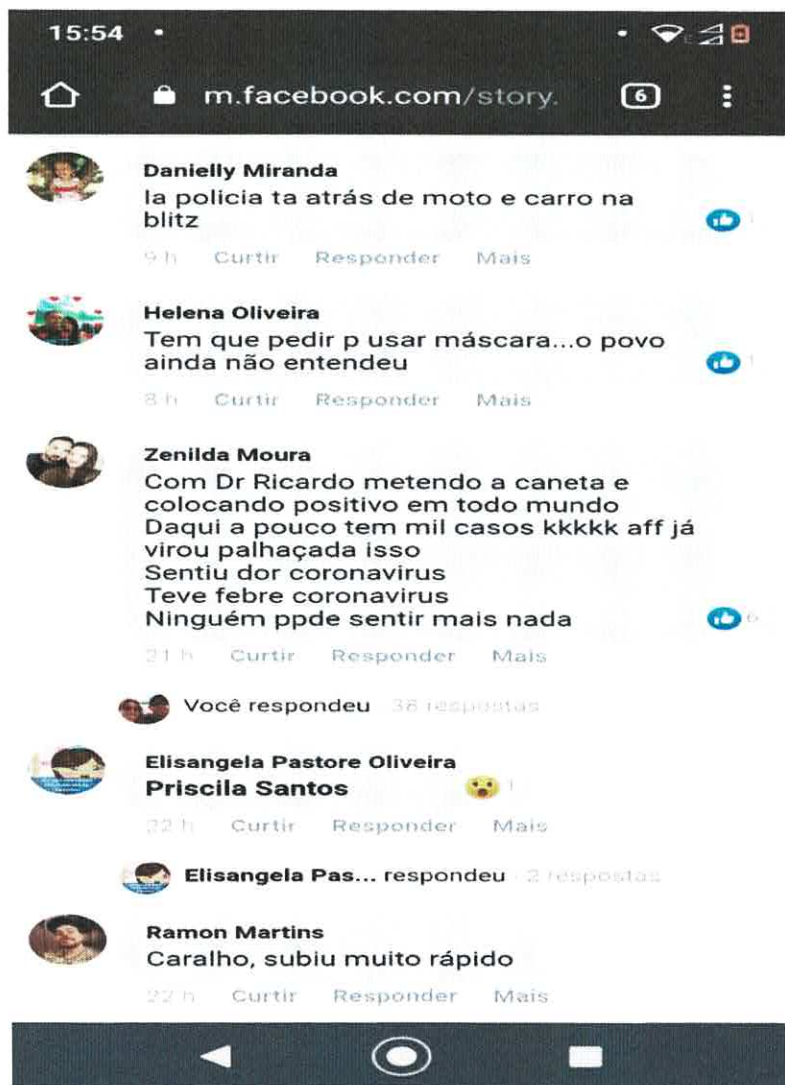 15:54
m.facebook.com/story.
6
Danielly Miranda
la policia ta atrás de moto e carro na
blitz
1
9 h Curtir Responder Mais
Helena Oliveira
Tem que pedir p usar máscara...o povo
ainda não entendeu
1
8 h Curtir Responder Mais
Zenilda Moura
Com Dr Ricardo metendo a caneta e
colocando positivo em todo mundo
Daqui a pouco tem mil casos kkkkk aff já
virou palhaçada isso
Sentiu dor coronavirus
Teve febre coronavirus
Ninguém ppde sentir mais nada
6
21 h Curtir Responder Mais
Você respondeu 38 respostas
Elisangela Pastore Oliveira
Priscila Santos
1
22 h Curtir Responder Mais
Elisangela Pas... respondeu 2 respostas
Ramon Martins
Caralho, subiu muito rápido
22 h Curtir Responder Mais